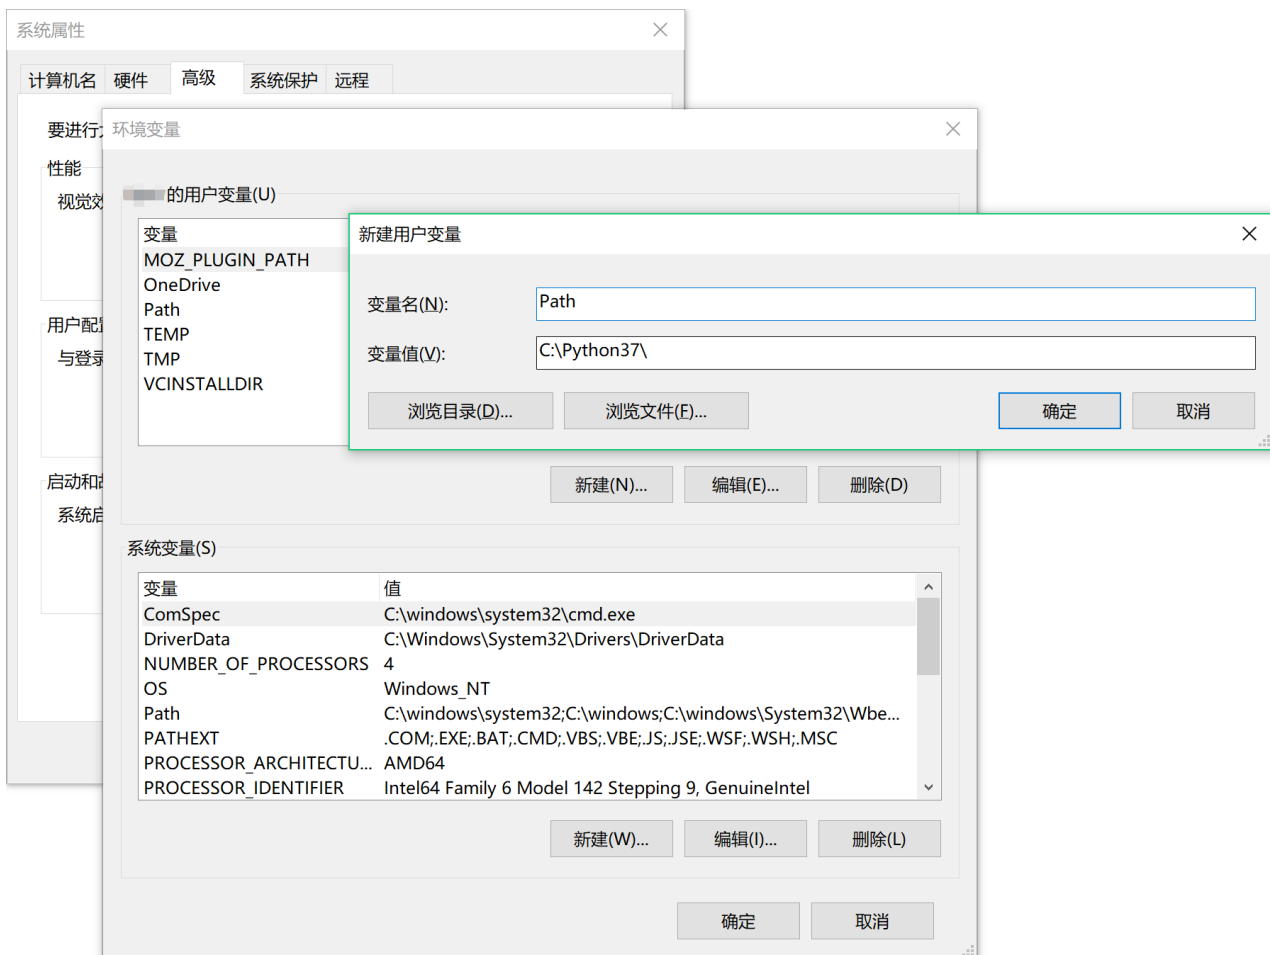 系统属性
计算机名 硬件 高级 系统保护 远程
要进行
环境变量
性能
视觉效
的用户变量(U)
变量
MOZ_PLUGIN_PATH
OneDrive
Path
TEMP
TMP
VCINSTALLDIR
新建用户变量
变量名(N):
Path
变量值(V):
C:\Python37\
浏览目录(D)... 浏览文件(F)... 确定 取消
用户配
与登录
启动和
系统启
新建(N)... 编辑(E)... 删除(D)
系统变量(S)
变量 值
ComSpec C:\windows\system32\cmd.exe
DriverData C:\Windows\System32\Drivers\DriverData
NUMBER_OF_PROCESSORS 4
OS Windows_NT
Path C:\windows\system32;C:\windows;C:\windows\System32\Wbe...
PATHEXT .COM;.EXE;.BAT;.CMD;.VBS;.VBE;.JS;.JSE;.WSF;.WSH;.MSC
PROCESSOR_ARCHITECTU... AMD64
PROCESSOR_IDENTIFIER Intel64 Family 6 Model 142 Stepping 9, GenuineIntel
新建(W)... 编辑(I)... 删除(L)
确定 取消